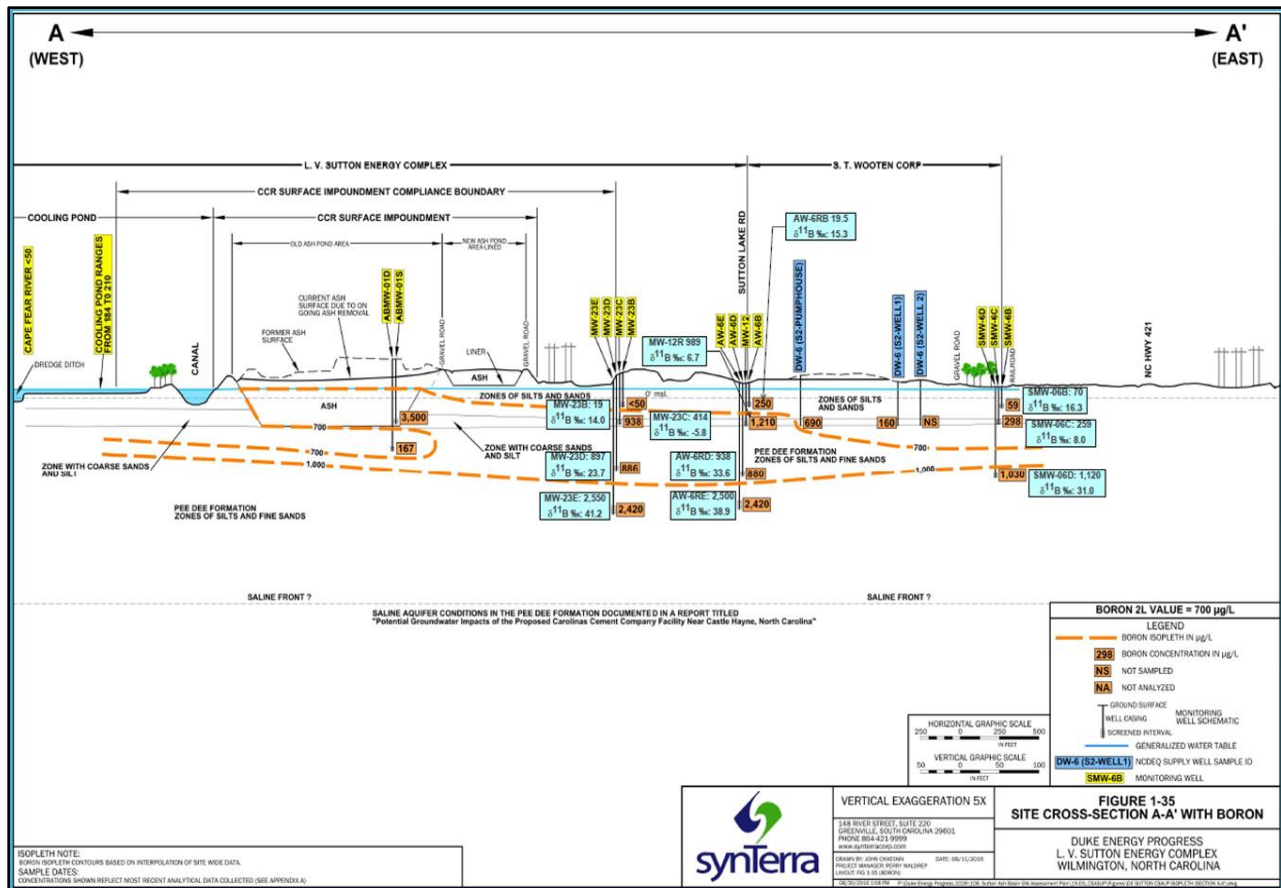 A
A'
(WEST)
(EAST)
L. V. SUTTON ENERGY COMPLEX
S. T. WOOTEN CORP
CCR SURFACE IMPOUNDMENT COMPLIANCE BOUNDARY
COOLING POND
CCR SURFACE IMPOUNDMENT
OLD ASH POND AREA
NEW ASH POND
AREA-LINED
CAPE FEAR RIVER <50
COOLING POND RANGES
FROM 184 TO 210
CANAL
DREDGE DITCH
FORMER ASH
SURFACE
CURRENT ASH
SURFACE DUE TO ON
GOING ASH REMOVAL
ABMW-01D
ABMW-01S
GRAVEL ROAD
LINER
ASH
GRAVEL ROAD
MW-23E
MW-23D
MW-23C
MW-23B
MW-12R 989
δ11B ‰: 6.7
AW-6E
AW-6D
MW-12
AW-6B
SUTTON LAKE RD
AW-6RB 19.5
δ11B ‰: 15.3
DW-6 (S2-PUMPHOUSE)
DW-6 (S2-WELL1)
DW-6 (S2-WELL 2)
GRAVEL ROAD
SMW-6D
SMW-6C
SMW-6B
RAILROAD
NC HWY 421
ASH
ZONES OF SILTS AND SANDS
0' msl.
ZONES OF SILTS
AND SANDS
3,500
167
700
700
1,000
MW-23B: 19
δ11B ‰: 14.0
<50
938
MW-23C: 414
δ11B ‰: -5.8
250
1,210
690
160
NS
59
298
SMW-06B: 70
δ11B ‰: 16.3
SMW-06C: 259
δ11B ‰: 8.0
ZONE WITH COARSE SANDS
AND SILT
ZONE WITH COARSE SANDS
AND SILT
MW-23D: 897
δ11B ‰: 23.7
886
AW-6RD: 938
δ11B ‰: 33.6
880
PEE DEE FORMATION
ZONES OF SILTS AND FINE SANDS
700
1,000
1,030
SMW-06D: 1,120
δ11B ‰: 31.0
MW-23E: 2,550
δ11B ‰: 41.2
2,420
AW-6RE: 2,500
δ11B ‰: 38.9
2,420
PEE DEE FORMATION
ZONES OF SILTS AND FINE SANDS
SALINE FRONT ?
SALINE FRONT ?
SALINE AQUIFER CONDITIONS IN THE PEE DEE FORMATION DOCUMENTED IN A REPORT TITLED
"Potential Groundwater Impacts of the Proposed Carolinas Cement Company Facility Near Castle Hayne, North Carolina"
BORON 2L VALUE = 700 µg/L
LEGEND
BORON ISOPLETH IN µg/L
298 BORON CONCENTRATION IN µg/L
NS NOT SAMPLED
NA NOT ANALYZED
GROUND SURFACE
WELL CASING
SCREENED INTERVAL
MONITORING
WELL SCHEMATIC
GENERALIZED WATER TABLE
DW-6 (S2-WELL1) NCDEQ SUPPLY WELL SAMPLE ID
SMW-6B MONITORING WELL
HORIZONTAL GRAPHIC SCALE
250 0 250 500
IN FEET
VERTICAL GRAPHIC SCALE
50 0 50 100
IN FEET
synTerra
VERTICAL EXAGGERATION 5X
148 RIVER STREET, SUITE 220
GREENVILLE, SOUTH CAROLINA 29601
PHONE 864-421-9999
www.synterracorp.com
DRAWN BY: JOHN CHASTAIN DATE: 08/11/2016
PROJECT MANAGER: PERRY WALDREP
LAYOUT: FIG 1-35 (BORON)
FIGURE 1-35
SITE CROSS-SECTION A-A' WITH BORON
DUKE ENERGY PROGRESS
L. V. SUTTON ENERGY COMPLEX
WILMINGTON, NORTH CAROLINA
ISOPLETH NOTE:
BORON ISOPLETH CONTOURS BASED ON INTERPOLATION OF SITE WIDE DATA.
SAMPLE DATES:
CONCENTRATIONS SHOWN REFLECT MOST RECENT ANALYTICAL DATA COLLECTED (SEE APPENDIX A)